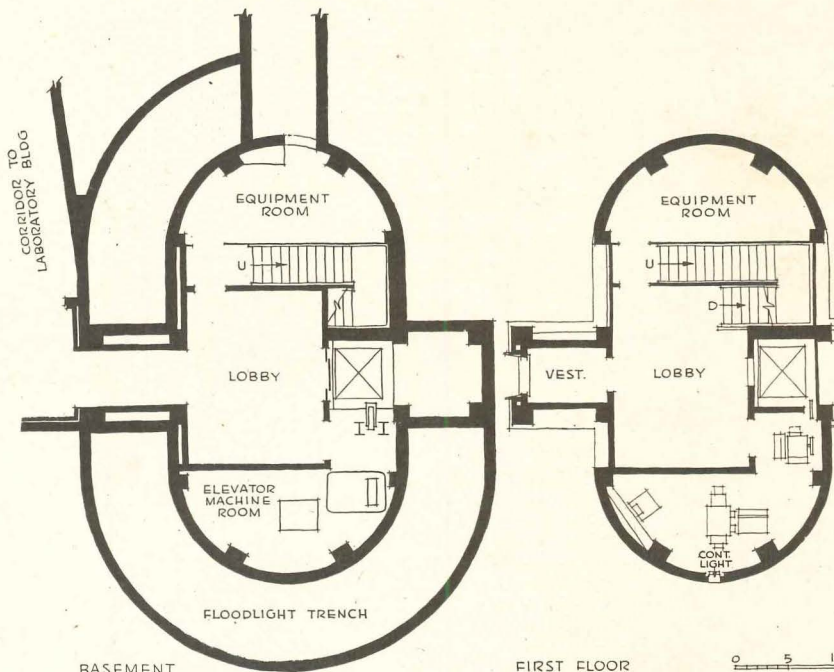 CORRIDOR TO
LABORATORY BLDG
EQUIPMENT
ROOM
U
LOBBY
ELEVATOR
MACHINE
ROOM
FLOODLIGHT TRENCH
BASEMENT
EQUIPMENT
ROOM
U
D
VEST.
LOBBY
CONT.
LIGHT
FIRST FLOOR
0 5